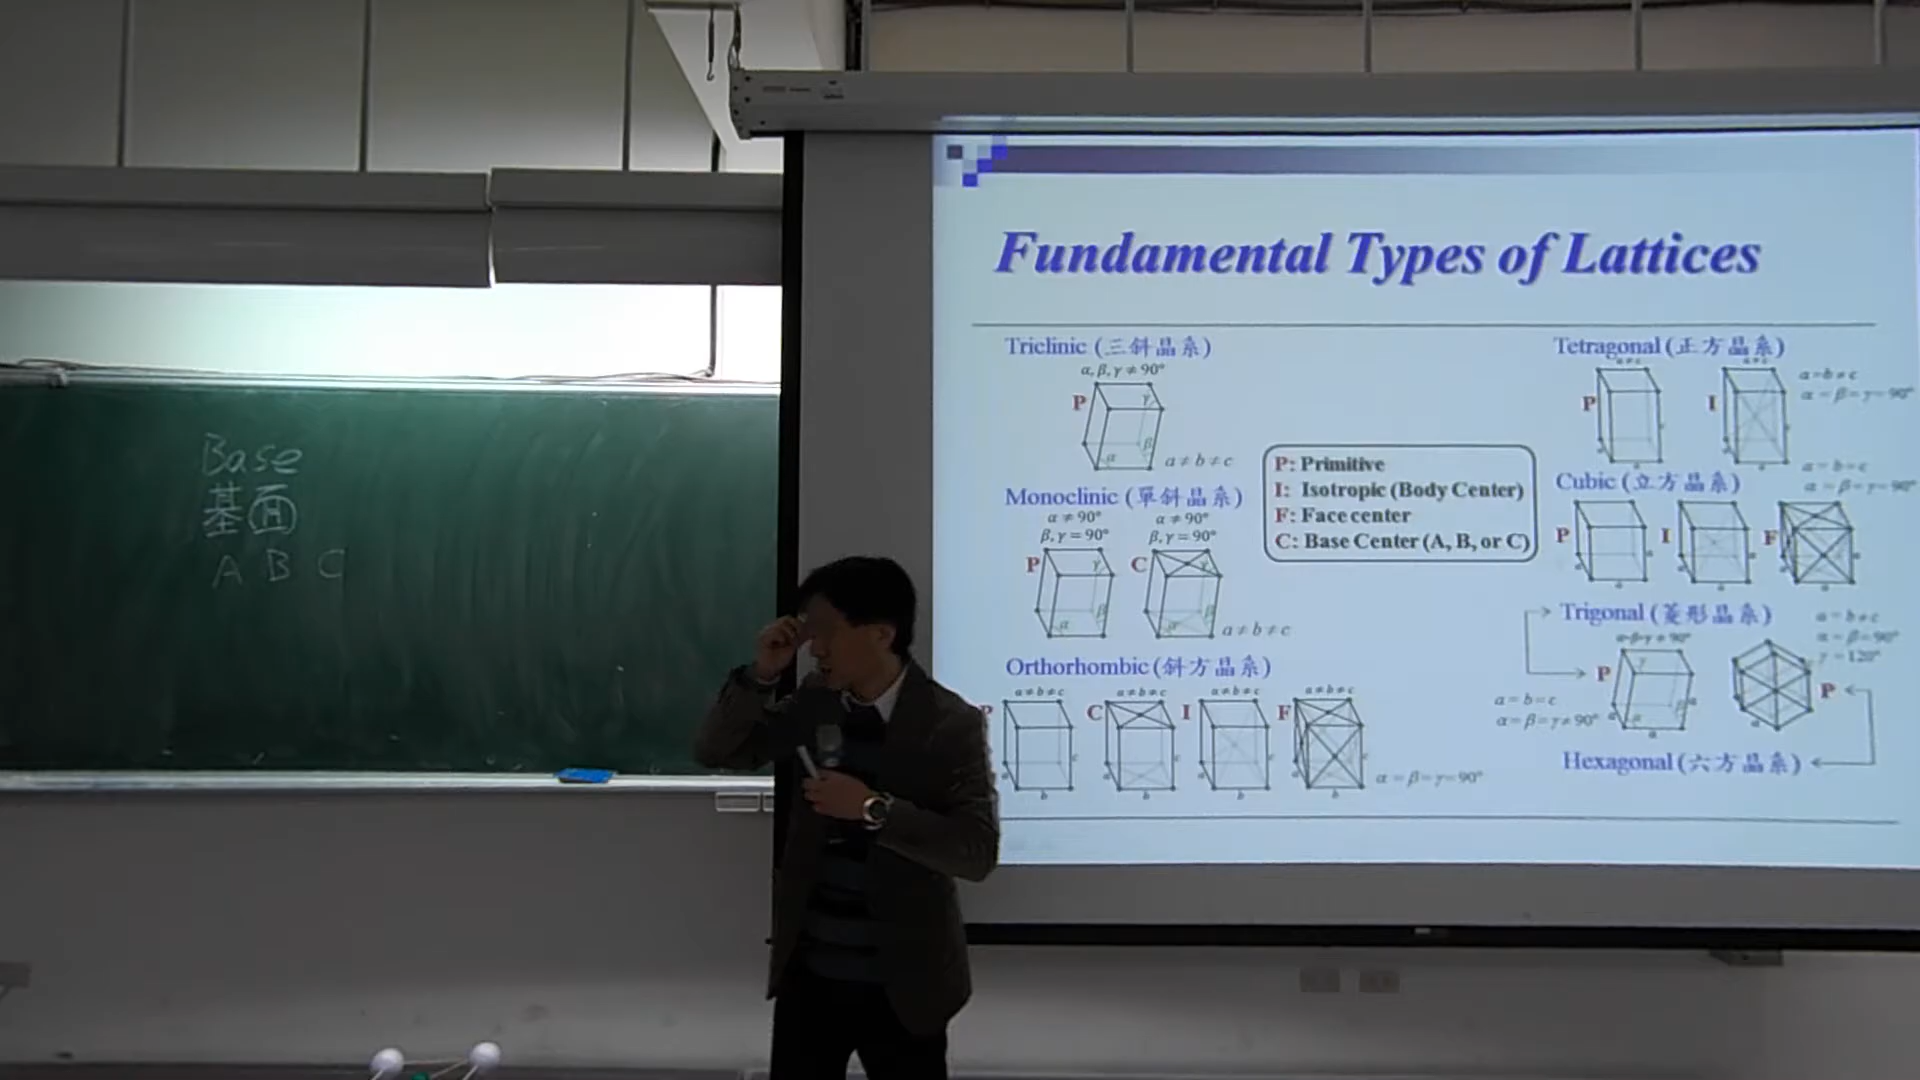 Base
基面
A B C
Fundamental Types of Lattices
Triclinic (三斜晶系)
α, β, γ ≠ 90°
P
γ
β
α
a ≠ b ≠ c
Monoclinic (單斜晶系)
α ≠ 90°
β, γ = 90°
P
α ≠ 90°
β, γ = 90°
C
a ≠ b ≠ c
Orthorhombic (斜方晶系)
a ≠ b ≠ c
a ≠ b ≠ c
a ≠ b ≠ c
a ≠ b ≠ c
P
C
I
F
b
b
b
b
α = β = γ = 90°
P: Primitive
I: Isotropic (Body Center)
F: Face center
C: Base Center (A, B, or C)
Tetragonal (正方晶系)
P
I
a = b ≠ c
α = β = γ = 90°
Cubic (立方晶系)
a = b = c
α = β = γ = 90°
P
I
F
Trigonal (菱形晶系)
P
a = b = c
α = β = γ ≠ 90°
a = b ≠ c
α = β = 90°
γ = 120°
P
Hexagonal (六方晶系)